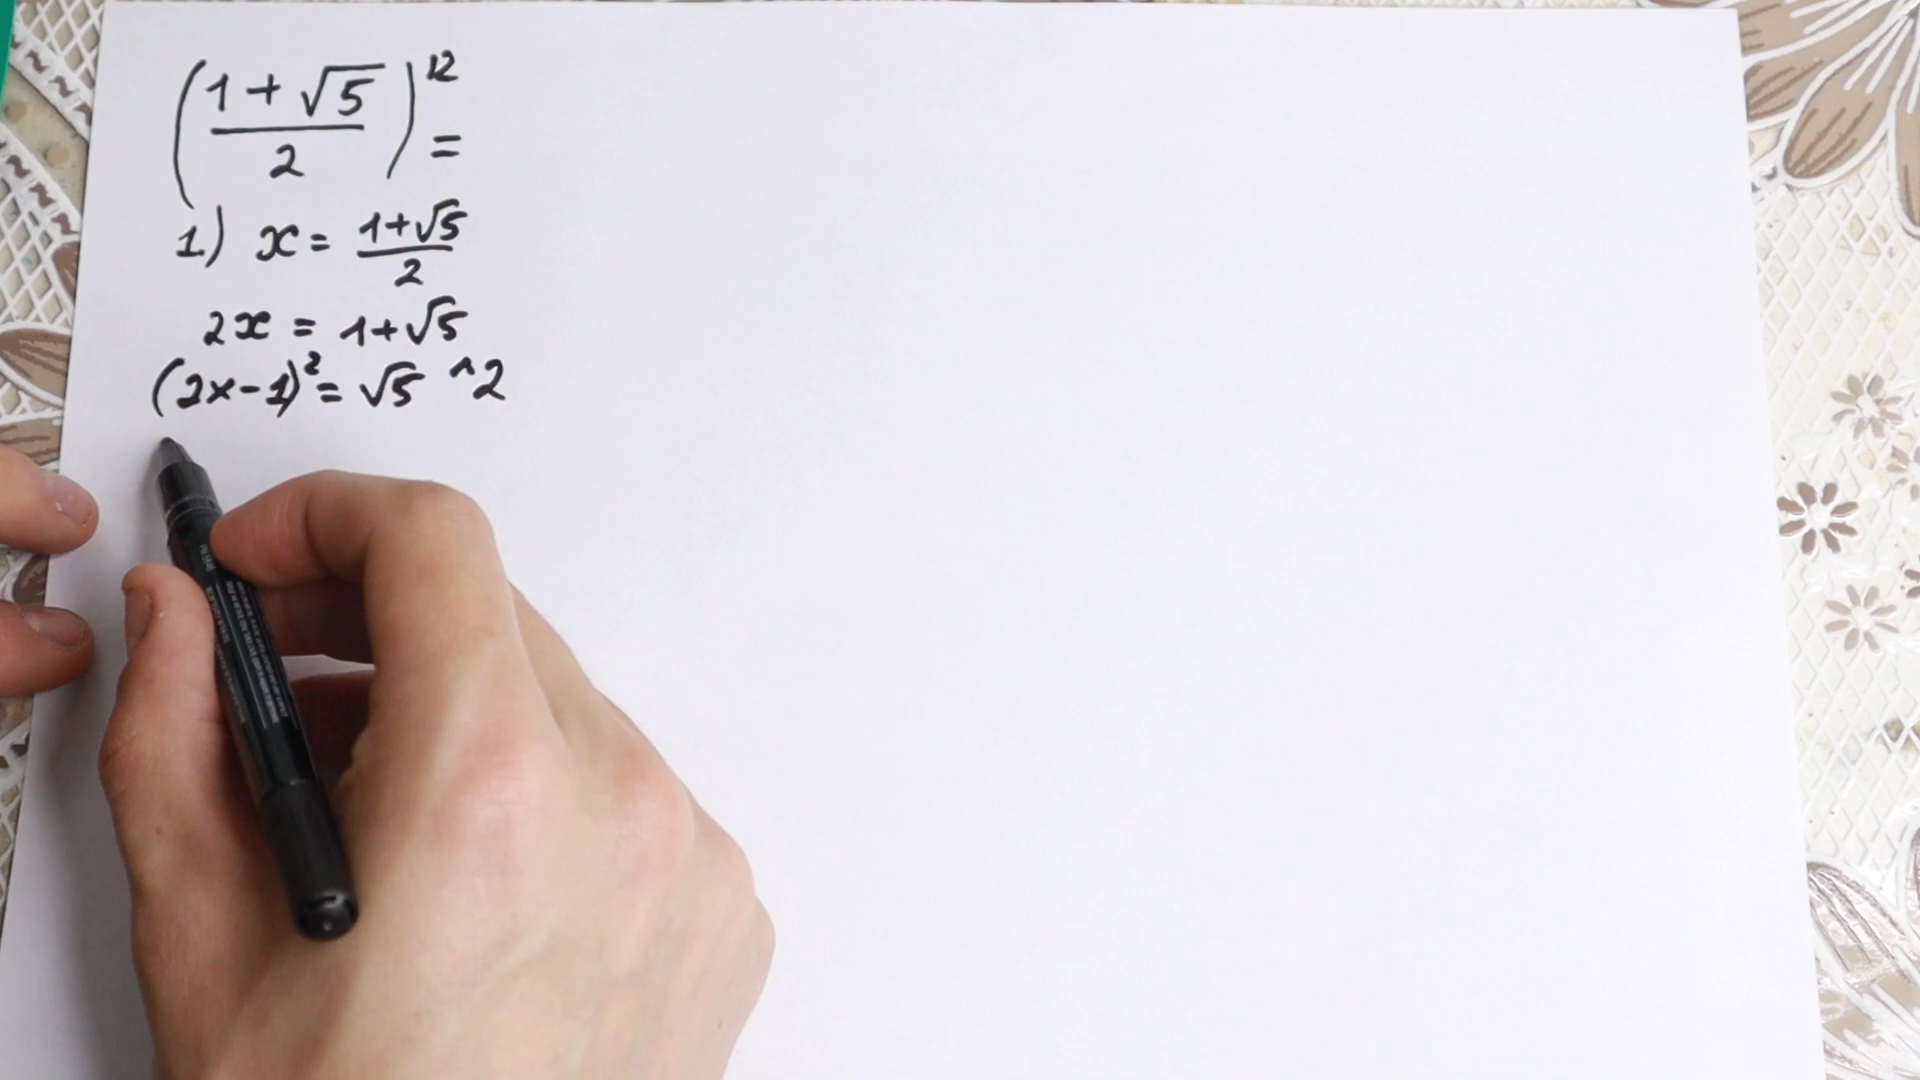 (1+√5/2)^12 =
1) x = 1+√5/2
2x = 1+√5
(2x-1)²= √5 ^2